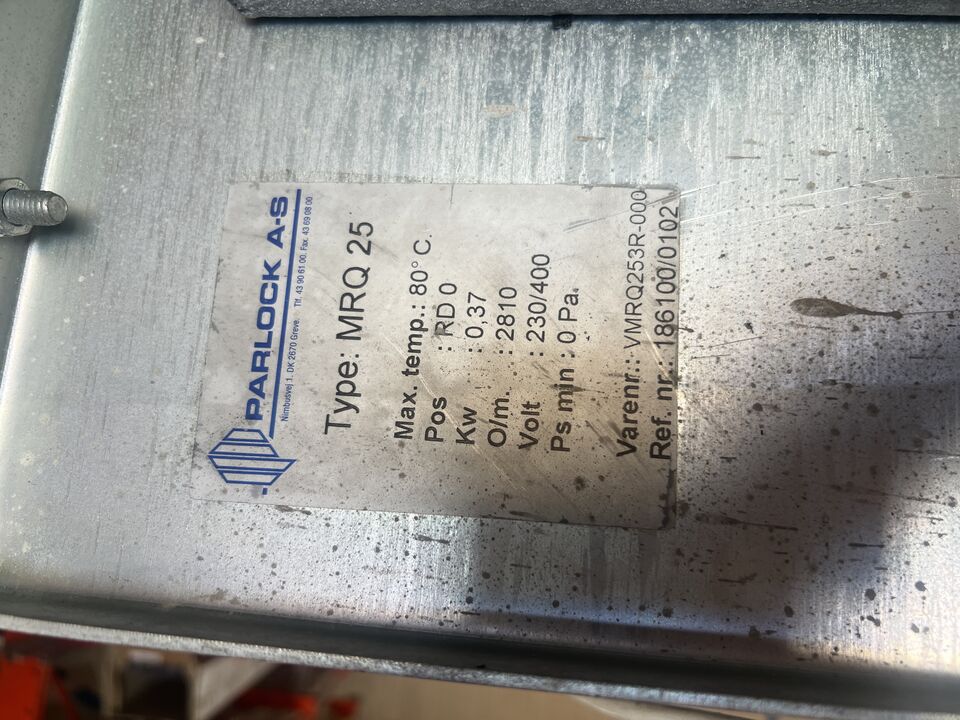 PARLOCK A-S
Nimbusvej 1. DK 2670 Greve. Tlf. 43 90 61 00. Fax. 43 69 08 00
Type: MRQ 25
Max. temp.: 80° C.
Pos : RD 0
Kw : 0,37
O/m. : 2810
Volt : 230/400
Ps min : 0 Pa.
Varenr.: VMRQ253R-000
Ref. nr.: 186100/0102